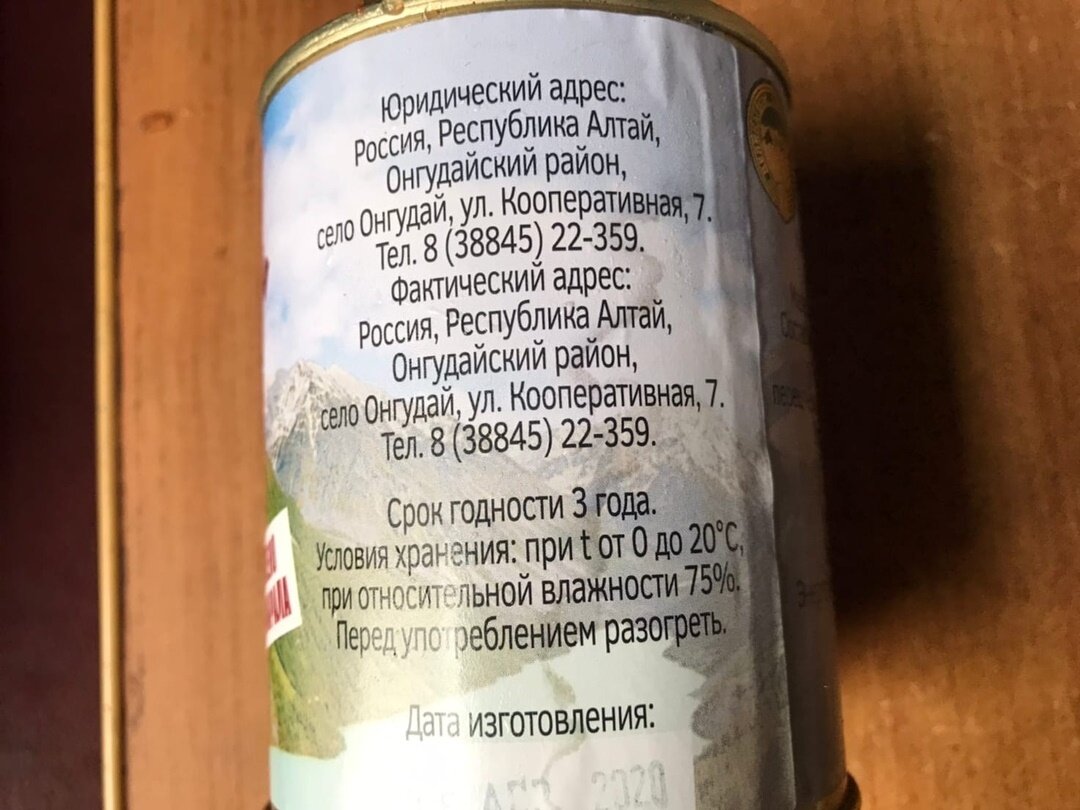 Юридический адрес:
Россия, Республика Алтай,
Онгудайский район,
село Онгудай, ул. Кооперативная, 7.
Тел. 8 (38845) 22-359.
Фактический адрес:
Россия, Республика Алтай,
Онгудайский район,
село Онгудай, ул. Кооперативная, 7.
Тел. 8 (38845) 22-359.
Срок годности 3 года.
Условия хранения: при t от 0 до 20°С,
при относительной влажности 75%.
Перед употреблением разогреть.
Дата изготовления:
2020